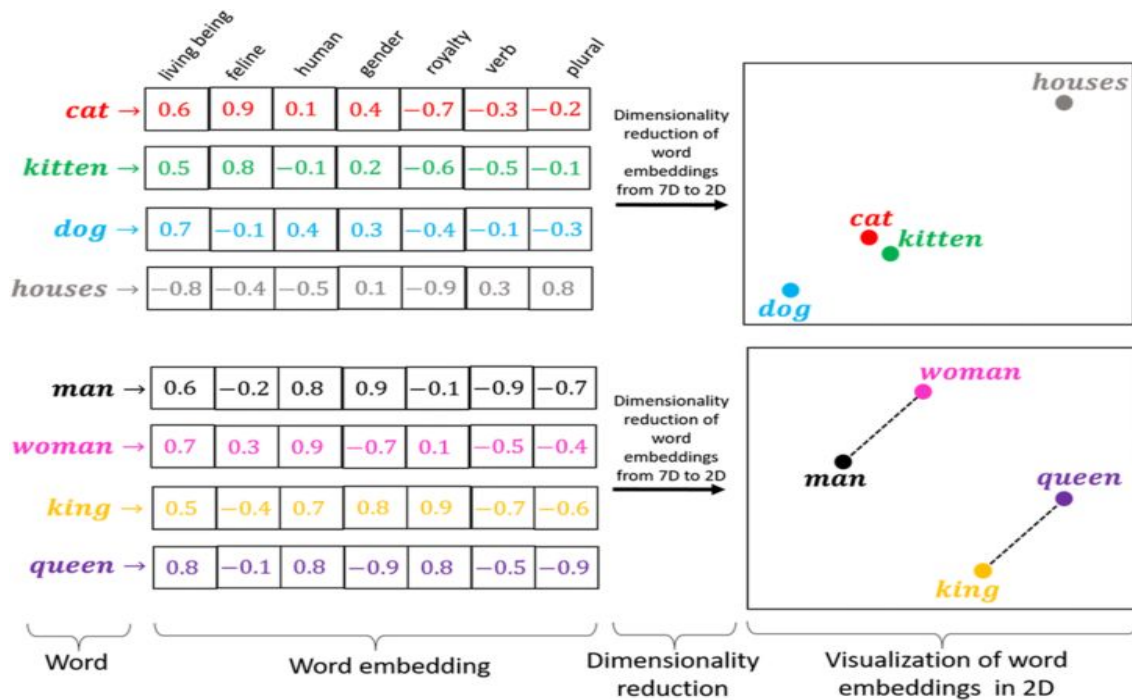 living being feline human gender royalty verb plural
cat → 0.6 0.9 0.1 0.4 −0.7 −0.3 −0.2
kitten → 0.5 0.8 −0.1 0.2 −0.6 −0.5 −0.1
dog → 0.7 −0.1 0.4 0.3 −0.4 −0.1 −0.3
houses → −0.8 −0.4 −0.5 0.1 −0.9 0.3 0.8
Dimensionality
reduction of
word
embeddings
from 7D to 2D
houses
cat
kitten
dog
man → 0.6 −0.2 0.8 0.9 −0.1 −0.9 −0.7
woman → 0.7 0.3 0.9 −0.7 0.1 −0.5 −0.4
king → 0.5 −0.4 0.7 0.8 0.9 −0.7 −0.6
queen → 0.8 −0.1 0.8 −0.9 0.8 −0.5 −0.9
Dimensionality
reduction of
word
embeddings
from 7D to 2D
woman
man
queen
king
Word
Word embedding
Dimensionality
reduction
Visualization of word
embeddings in 2D